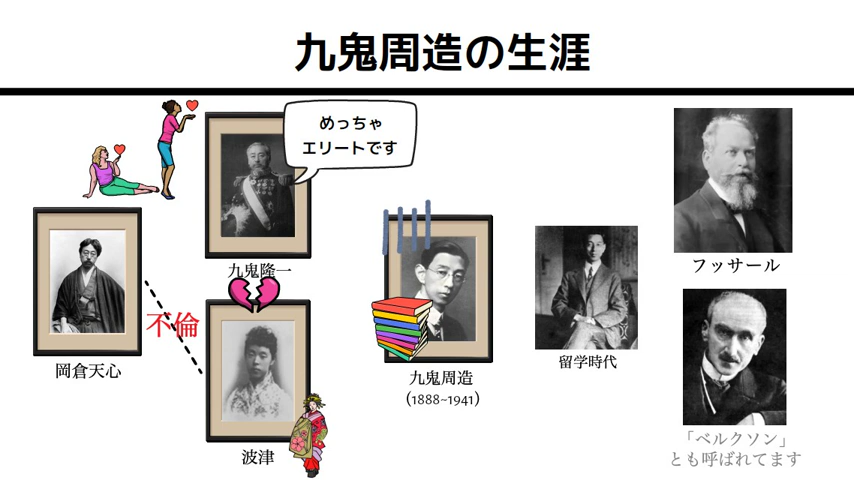 九鬼周造の生涯
めっちゃ
エリートです
九鬼隆一
不倫
岡倉天心
波津
九鬼周造
(1888~1941)
留学時代
フッサール
「ベルクソン」
とも呼ばれてます